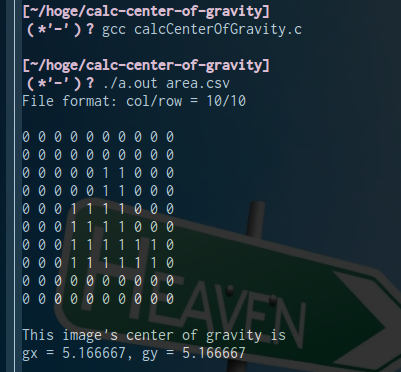 [~/hoge/calc-center-of-gravity]
(*'-')? gcc calcCenterOfGravity.c
[~/hoge/calc-center-of-gravity]
(*'-')? ./a.out area.csv
File format: col/row = 10/10
0 0 0 0 0 0 0 0 0 0
0 0 0 0 0 0 0 0 0 0
0 0 0 0 0 1 1 0 0 0
0 0 0 0 0 1 1 0 0 0
0 0 0 1 1 1 1 0 0 0
0 0 0 1 1 1 1 0 0 0
0 0 0 1 1 1 1 1 1 0
0 0 0 1 1 1 1 1 1 0
0 0 0 0 0 0 0 0 0 0
0 0 0 0 0 0 0 0 0 0
HEAVEN
This image's center of gravity is
gx = 5.166667, gy = 5.166667